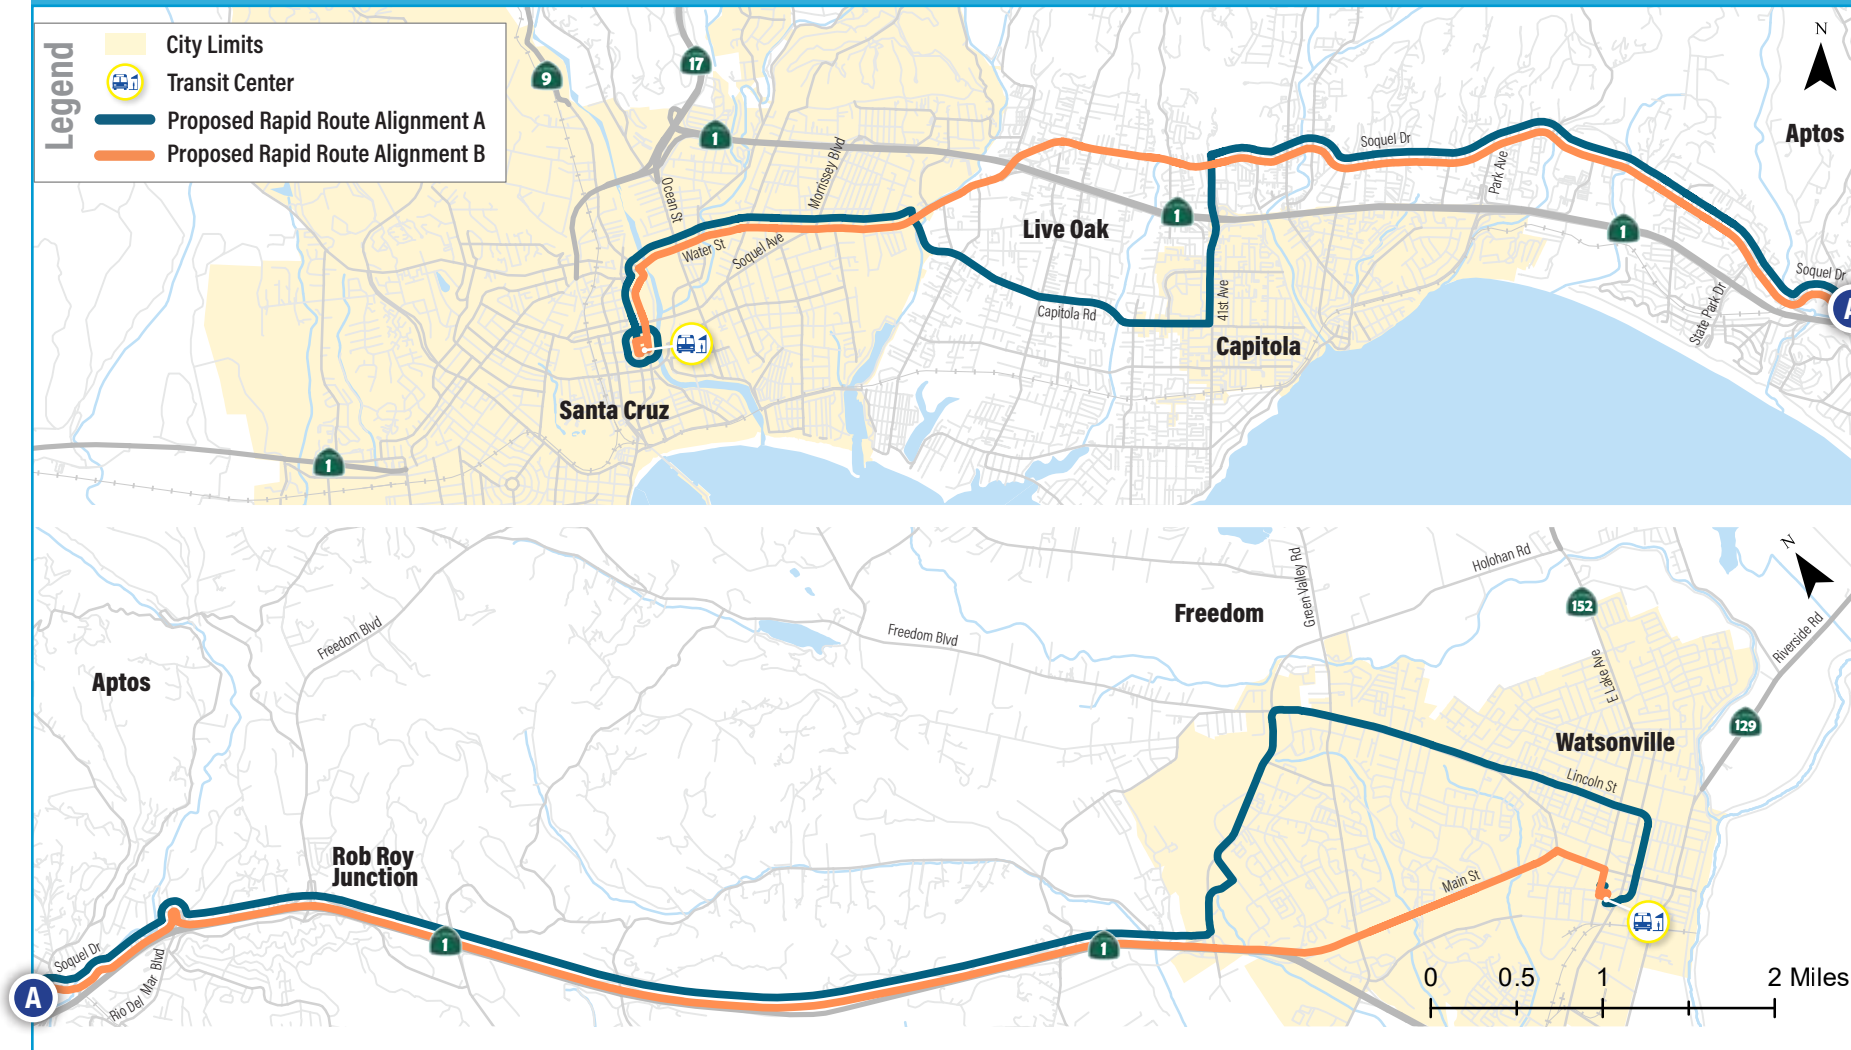 Legend
City Limits
Transit Center
Proposed Rapid Route Alignment A
Proposed Rapid Route Alignment B
9
17
1
N
Aptos
Soquel Dr
Morrissey Blvd
Park Ave
Ocean St
Live Oak
1
1
Water St
Soquel Ave
Soquel Dr
A
41st Ave
State Park Dr
Capitola Rd
Capitola
Santa Cruz
1
N
Green Valley Rd
Holohan Rd
152
Freedom
Freedom Blvd
Freedom Blvd
Riverside Rd
E Lake Ave
Aptos
129
Watsonville
Lincoln St
Rob Roy
Junction
Main St
1
1
Soquel Dr
Rio Del Mar Blvd
A
0 0.5 1 2 Miles